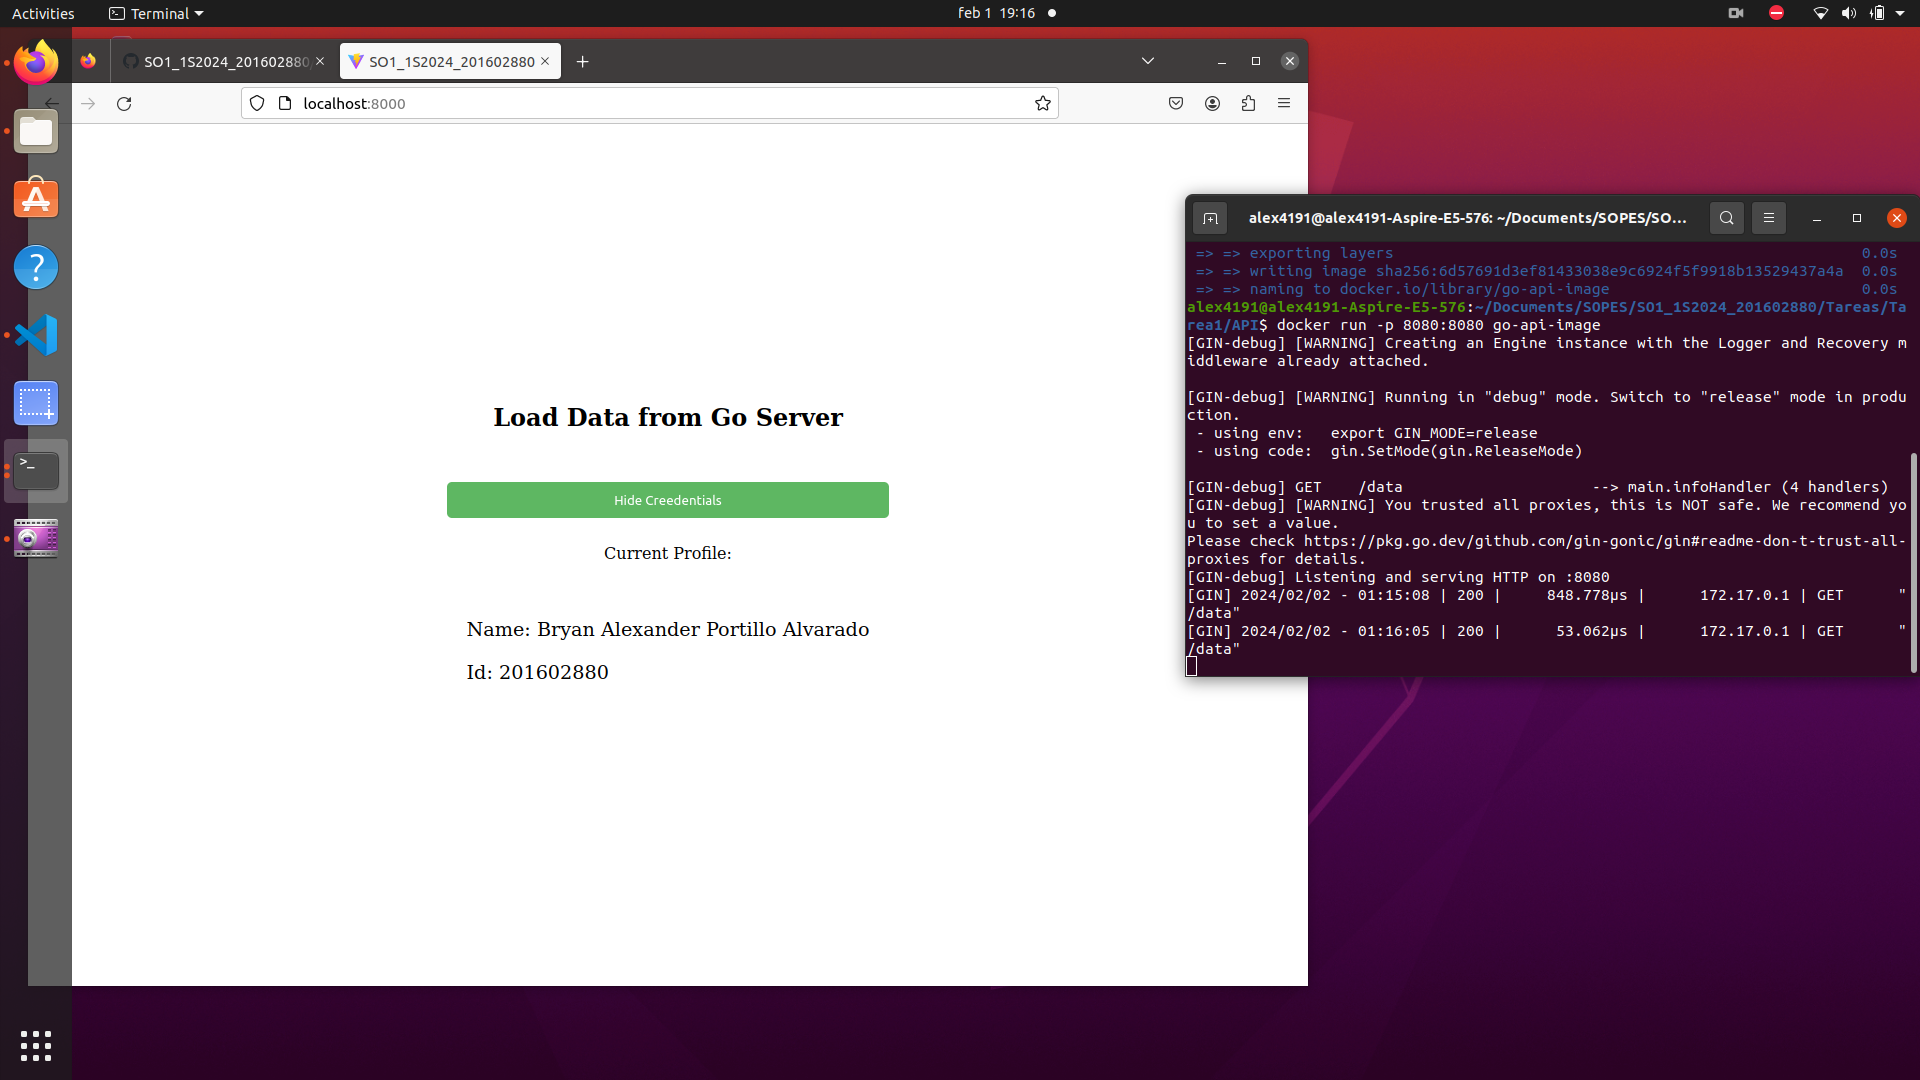 Activities
Terminal
feb 1 19:16
SO1_1S2024_201602880
SO1_1S2024_201602880
localhost:8000
Load Data from Go Server
Hide Creedentials
Current Profile:
Name: Bryan Alexander Portillo Alvarado
Id: 201602880
alex4191@alex4191-Aspire-E5-576: ~/Documents/SOPES/SO...
=> => exporting layers 0.0s
=> => writing image sha256:6d57691d3ef81433038e9c6924f5f9918b13529437a4a 0.0s
=> => naming to docker.io/library/go-api-image 0.0s
alex4191@alex4191-Aspire-E5-576:~/Documents/SOPES/SO1_1S2024_201602880/Tareas/Ta
rea1/API$ docker run -p 8080:8080 go-api-image
[GIN-debug] [WARNING] Creating an Engine instance with the Logger and Recovery m
iddleware already attached.
[GIN-debug] [WARNING] Running in "debug" mode. Switch to "release" mode in produ
ction.
- using env: export GIN_MODE=release
- using code: gin.SetMode(gin.ReleaseMode)
[GIN-debug] GET /data --> main.infoHandler (4 handlers)
[GIN-debug] [WARNING] You trusted all proxies, this is NOT safe. We recommend yo
u to set a value.
Please check https://pkg.go.dev/github.com/gin-gonic/gin#readme-don-t-trust-all-
proxies for details.
[GIN-debug] Listening and serving HTTP on :8080
[GIN] 2024/02/02 - 01:15:08 | 200 | 848.778µs | 172.17.0.1 | GET "
/data"
[GIN] 2024/02/02 - 01:16:05 | 200 | 53.062µs | 172.17.0.1 | GET "
/data"